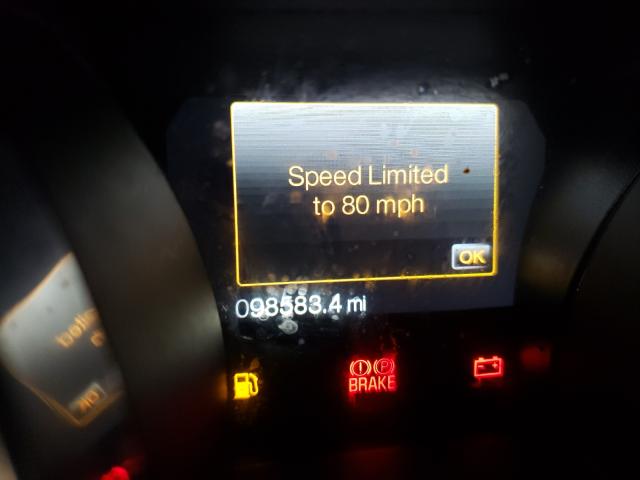 Speed Limited
to 80 mph
OK
098583.4 mi
P
BRAKE